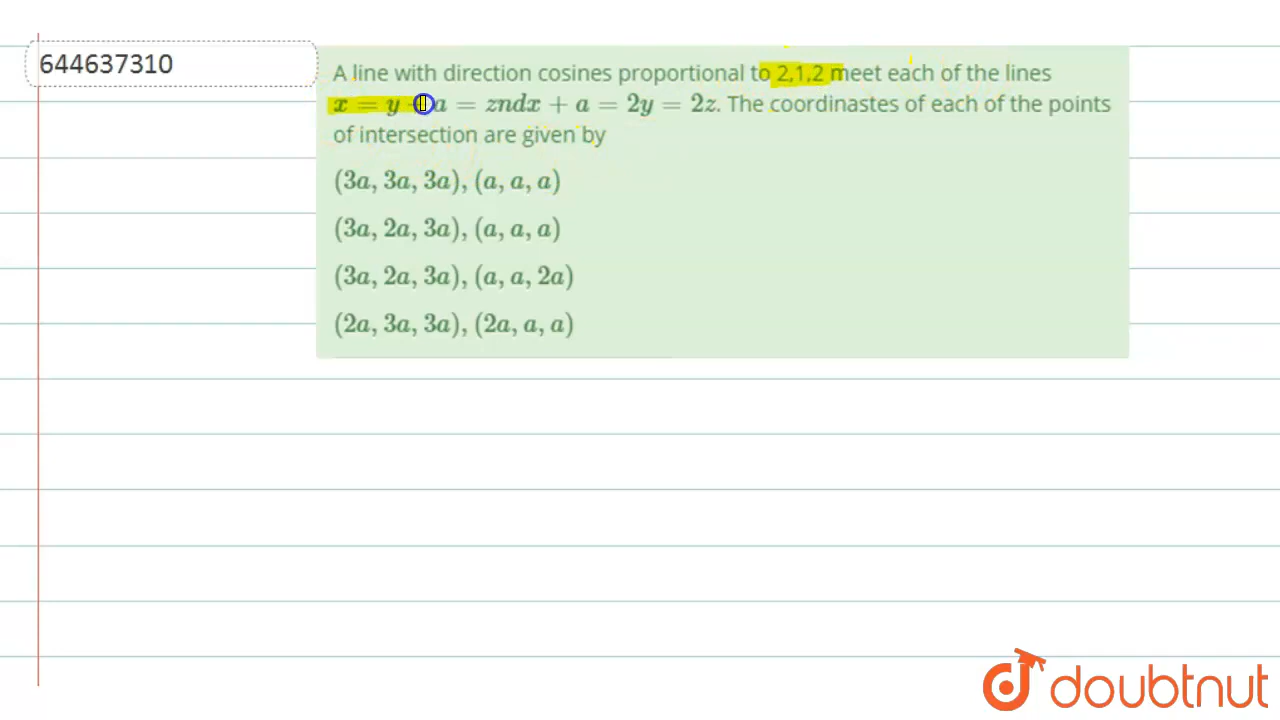 644637310
A line with direction cosines proportional to 2,1,2 meet each of the lines
x = y a = zndx + a = 2y = 2z. The coordinastes of each of the points
of intersection are given by
(3a, 3a, 3a), (a, a, a)
(3a, 2a, 3a), (a, a, a)
(3a, 2a, 3a), (a, a, 2a)
(2a, 3a, 3a), (2a, a, a)
doubtnut